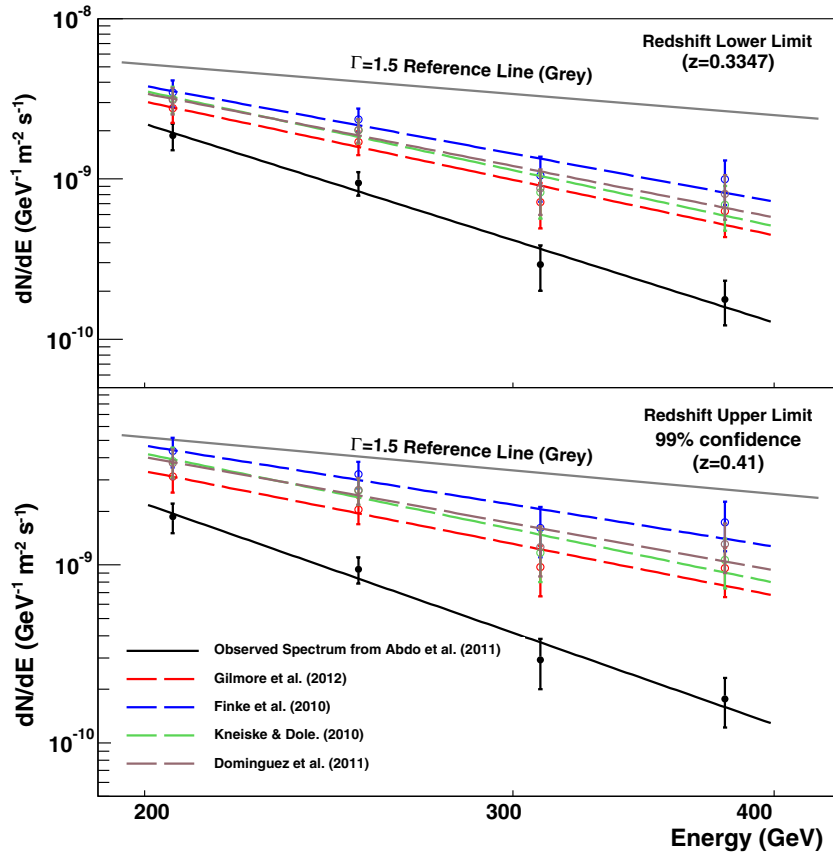 10⁻⁸
Γ=1.5 Reference Line (Grey)
Redshift Lower Limit
(z=0.3347)
10⁻⁹
10⁻¹⁰
dN/dE (GeV⁻¹ m⁻² s⁻¹)
Γ=1.5 Reference Line (Grey)
Redshift Upper Limit
99% confidence
(z=0.41)
10⁻⁹
10⁻¹⁰
dN/dE (GeV⁻¹ m⁻² s⁻¹)
Observed Spectrum from Abdo et al. (2011)
Gilmore et al. (2012)
Finke et al. (2010)
Kneiske & Dole. (2010)
Dominguez et al. (2011)
200 300 400
Energy (GeV)